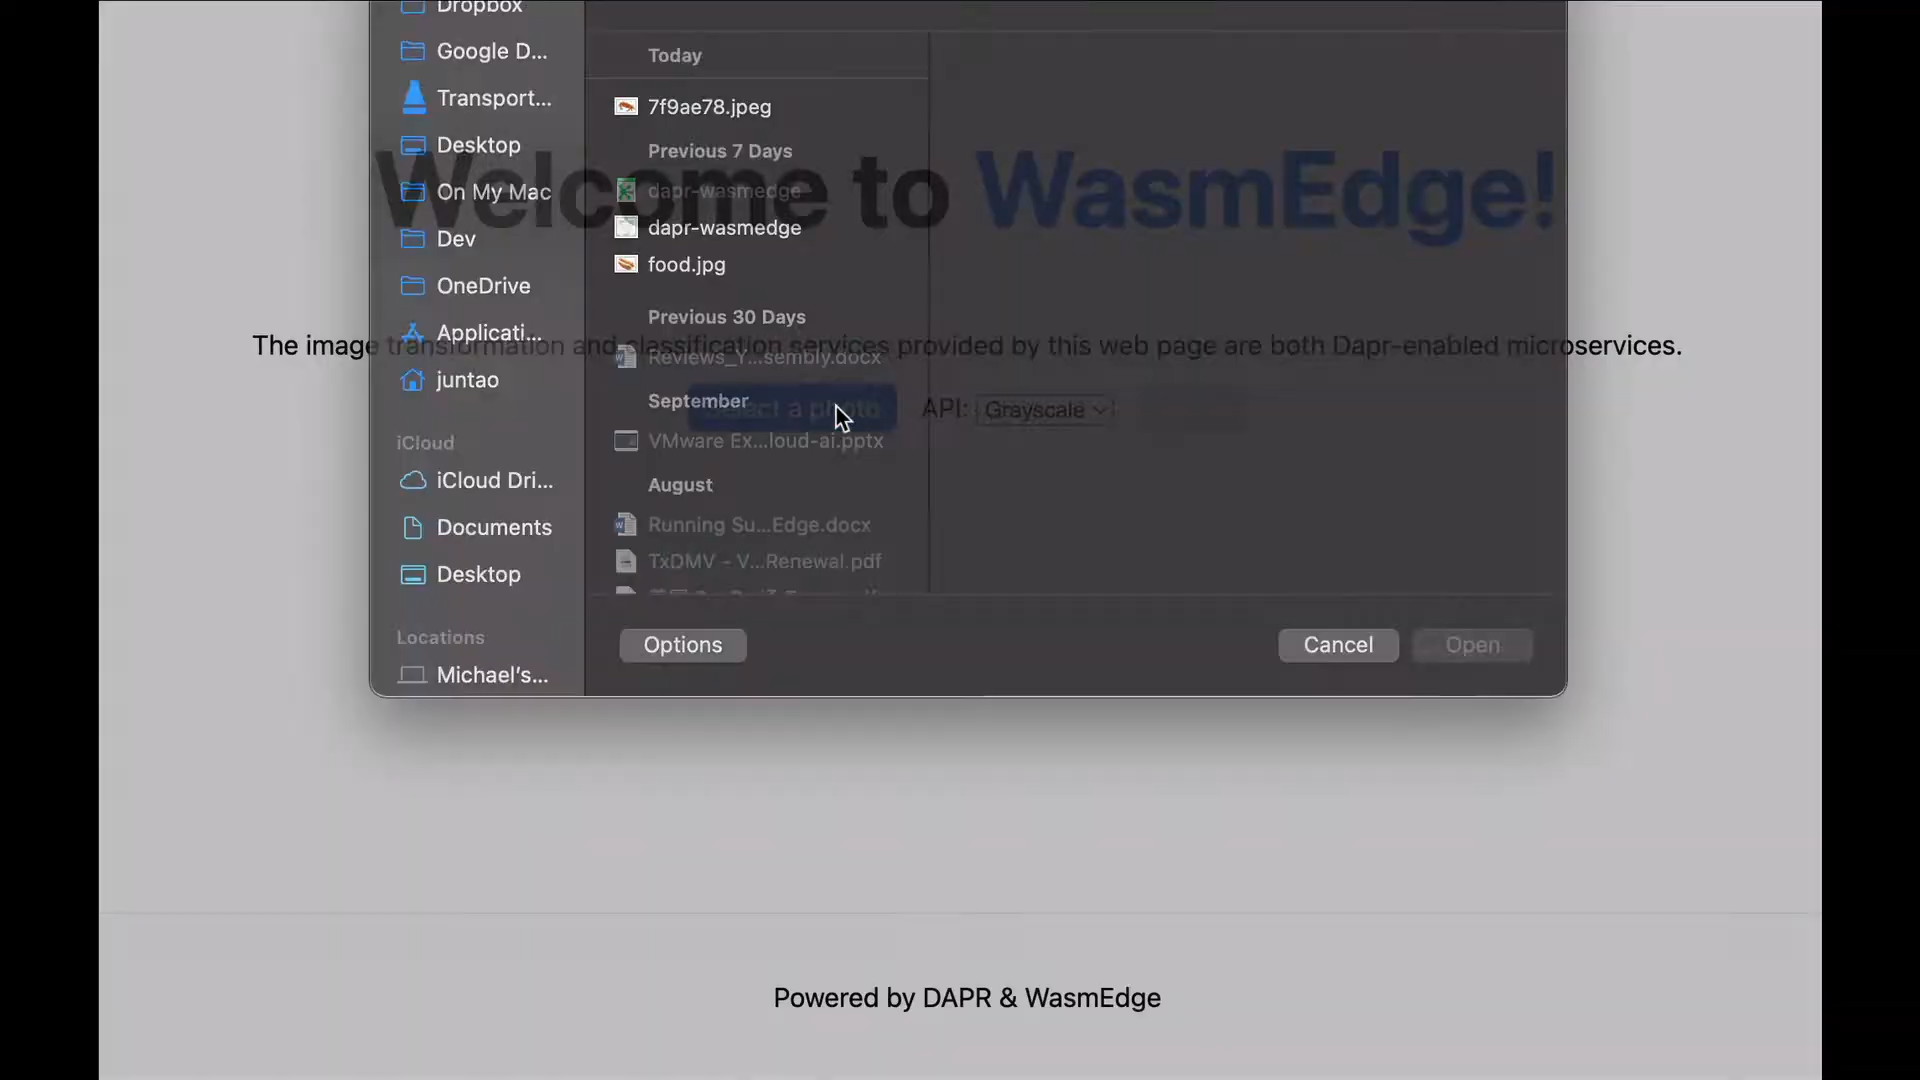 Dropbox
Google D...
Transport...
Desktop
On My Mac
Dev
OneDrive
Applicati...
juntao
iCloud
iCloud Dri...
Documents
Desktop
Locations
Michael's...
Today
7f9ae78.jpeg
Previous 7 Days
dapr-wasmedge
dapr-wasmedge
food.jpg
Previous 30 Days
Reviews_Y...sembly.docx
September
VMware Ex...loud-ai.pptx
August
Running Su...Edge.docx
TxDMV - V...Renewal.pdf
Options
Cancel
Open
Welcome to WasmEdge!
The image transformation and classification services provided by this web page are both Dapr-enabled microservices.
Select a photo
API: Grayscale
Powered by DAPR & WasmEdge